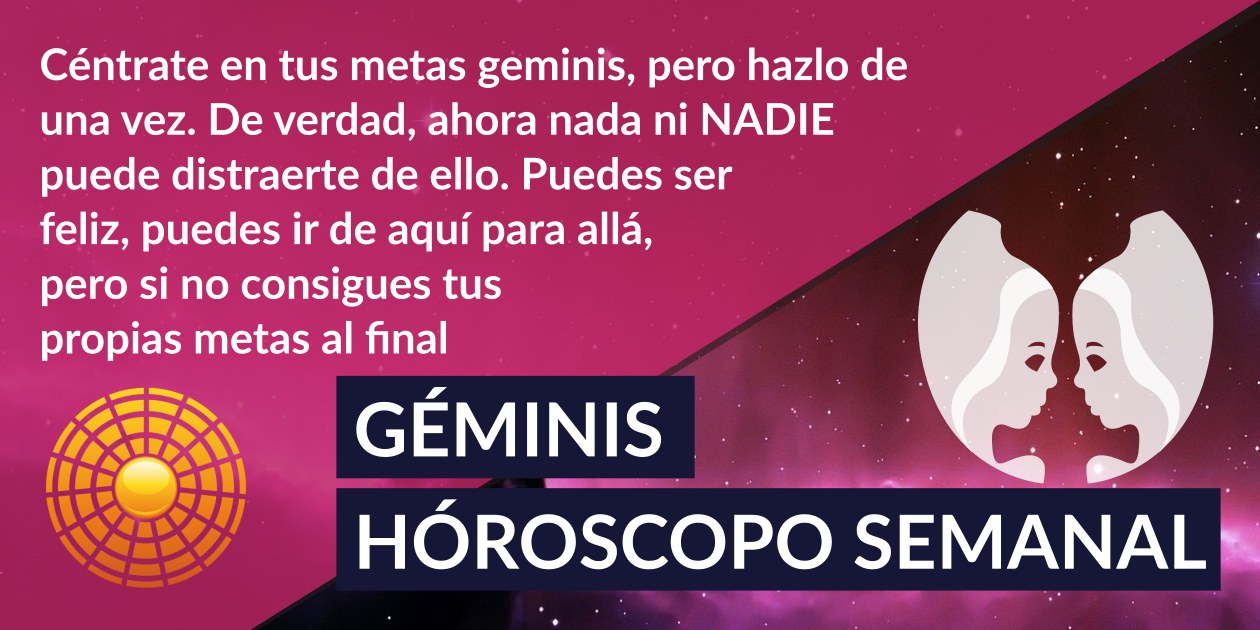 Céntrate en tus metas geminis, pero hazlo de
una vez. De verdad, ahora nada ni NADIE
puede distraerte de ello. Puedes ser
feliz, puedes ir de aquí para allá,
pero si no consigues tus
propias metas al final
GÉMINIS
HÓROSCOPO SEMANAL